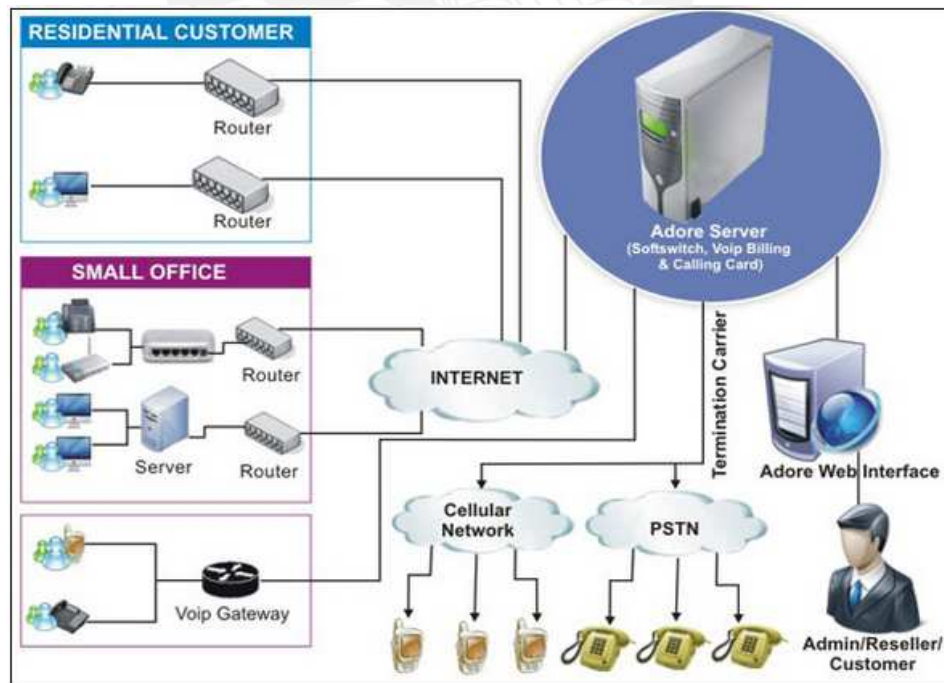 RESIDENTIAL CUSTOMER
Router
Router
Adore Server
(Softswitch, Voip Billing
& Calling Card)
SMALL OFFICE
Router
Server
Router
INTERNET
Termination Carrier
Adore Web Interface
Cellular
Network
PSTN
Voip Gateway
Admin/Reseller/
Customer